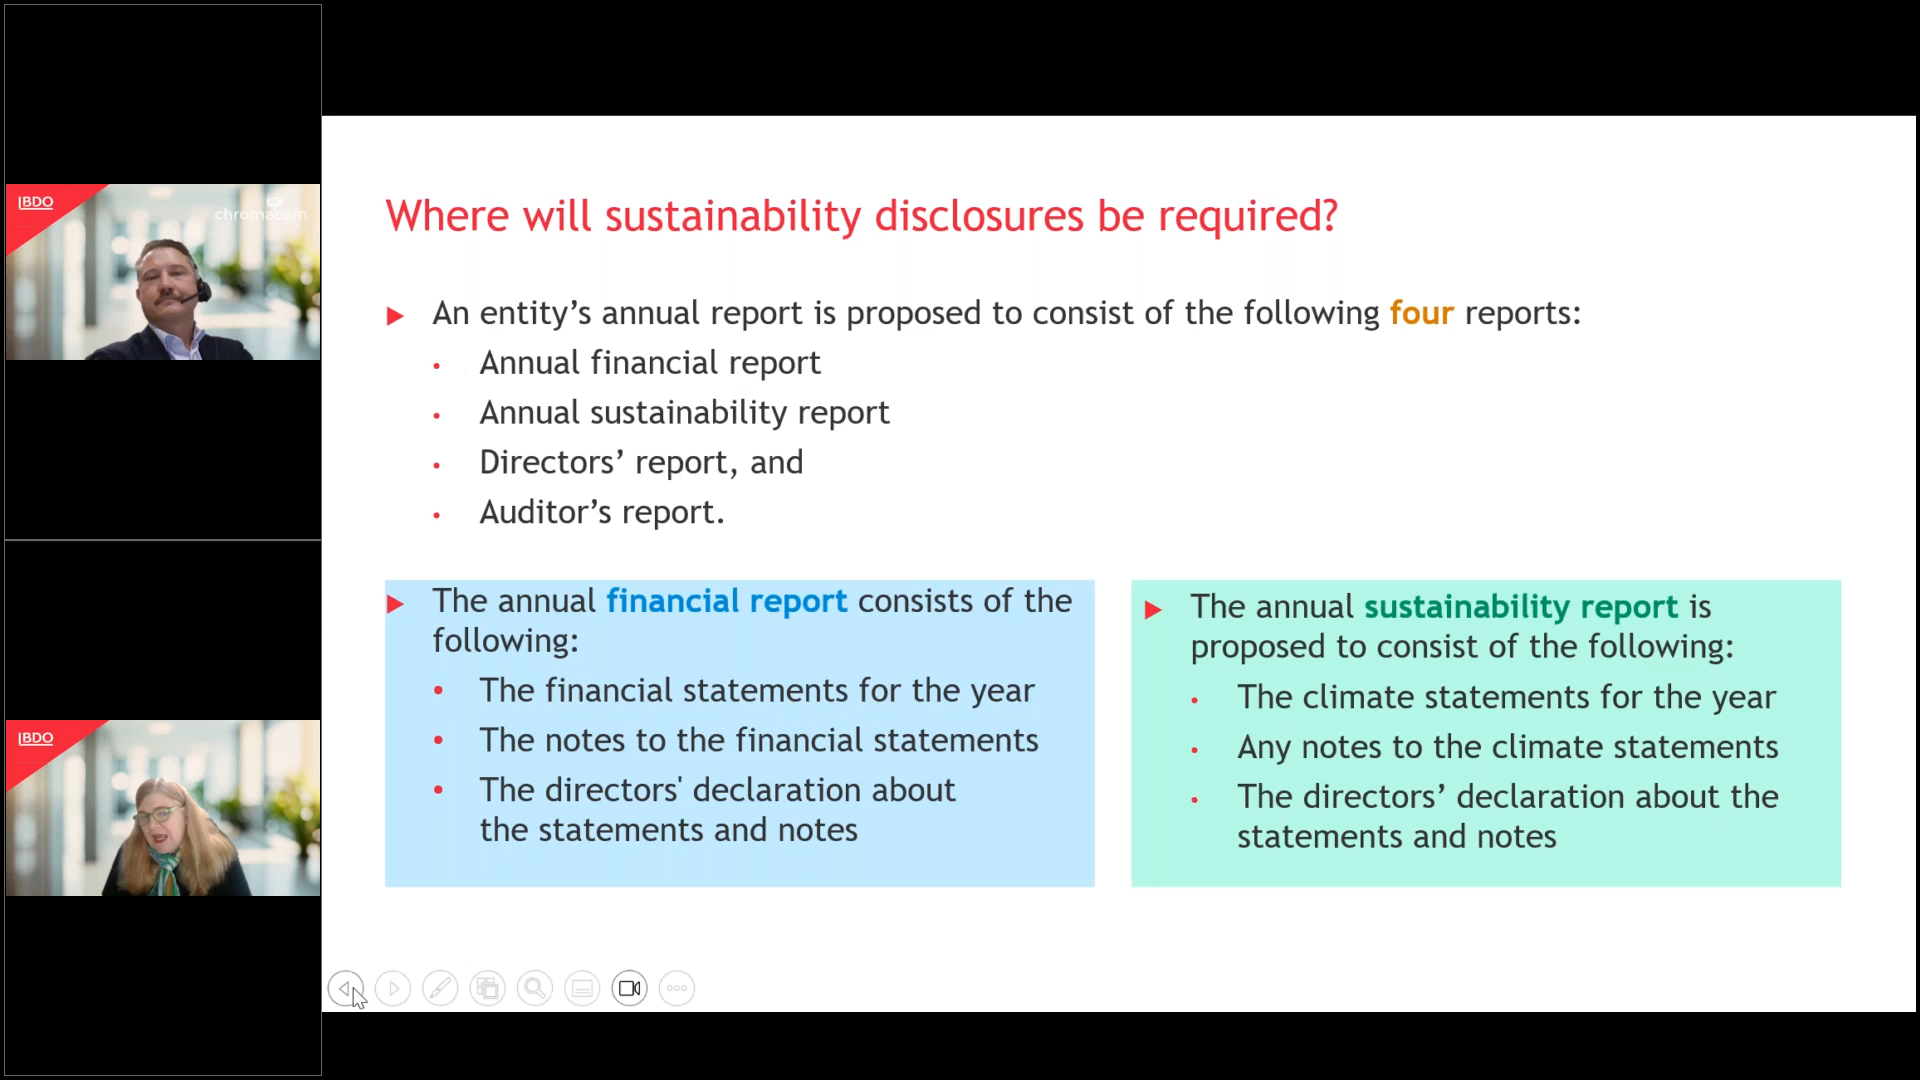 BDO
chromacam
BDO
Where will sustainability disclosures be required?
An entity’s annual report is proposed to consist of the following four reports:
Annual financial report
Annual sustainability report
Directors’ report, and
Auditor’s report.
The annual financial report consists of the
following:
The financial statements for the year
The notes to the financial statements
The directors' declaration about
the statements and notes
The annual sustainability report is
proposed to consist of the following:
The climate statements for the year
Any notes to the climate statements
The directors’ declaration about the
statements and notes